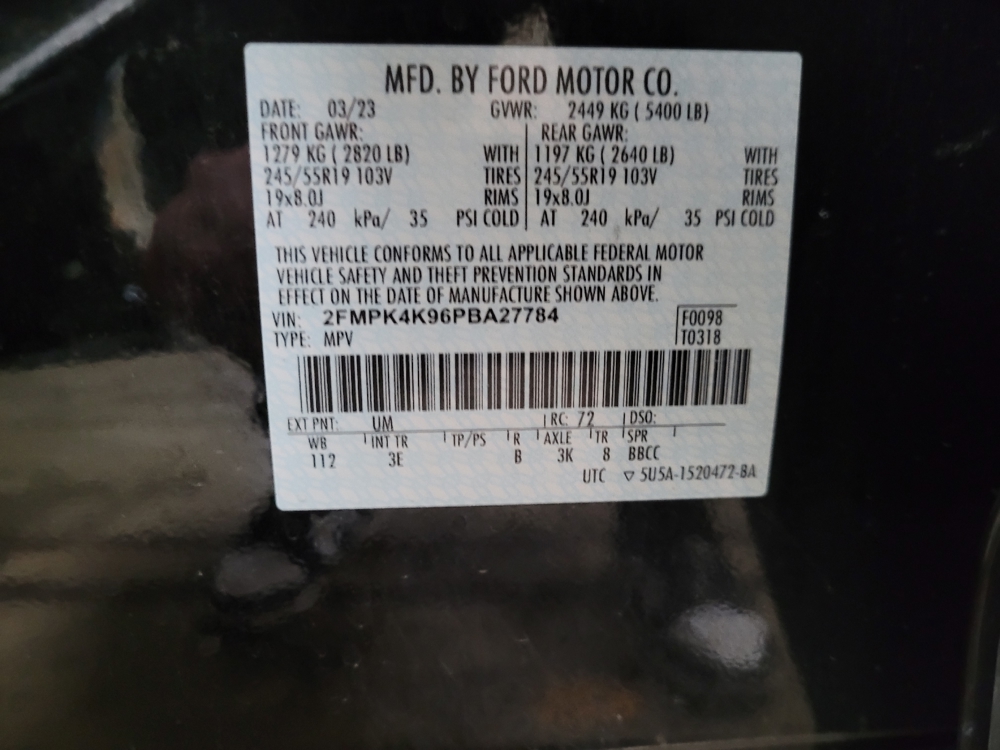 MFD. BY FORD MOTOR CO.
DATE: 03/23 GVWR: 2449 KG ( 5400 LB)
FRONT GAWR: REAR GAWR:
1279 KG ( 2820 LB) WITH 1197 KG ( 2640 LB) WITH
245/55R19 103V TIRES 245/55R19 103V TIRES
19x8.0J RIMS 19x8.0J RIMS
AT 240 kPa/ 35 PSI COLD AT 240 kPa/ 35 PSI COLD
THIS VEHICLE CONFORMS TO ALL APPLICABLE FEDERAL MOTOR
VEHICLE SAFETY AND THEFT PREVENTION STANDARDS IN
EFFECT ON THE DATE OF MANUFACTURE SHOWN ABOVE.
VIN: 2FMPK4K96PBA27784 F0098
TYPE: MPV T0318
EXT PNT: UM RC: 72 DSO:
WB INT TR TP/PS R AXLE TR SPR
112 3E B 3K 8 BBCC
UTC ▽ 5U5A-1520472-BA